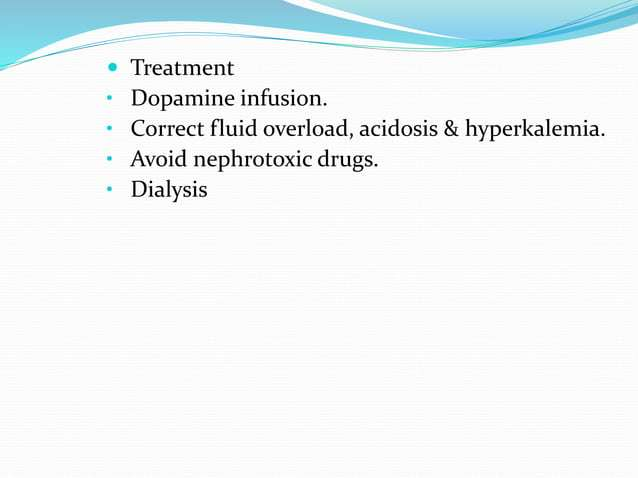 • Treatment
• Dopamine infusion.
• Correct fluid overload, acidosis & hyperkalemia.
• Avoid nephrotoxic drugs.
• Dialysis